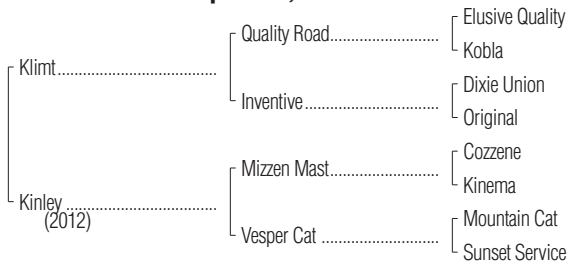 Elusive Quality
Quality Road
Kobla
Klimt
Dixie Union
Inventive
Original
Cozzene
Mizzen Mast
Kinema
Kinley
(2012)
Mountain Cat
Vesper Cat
Sunset Service